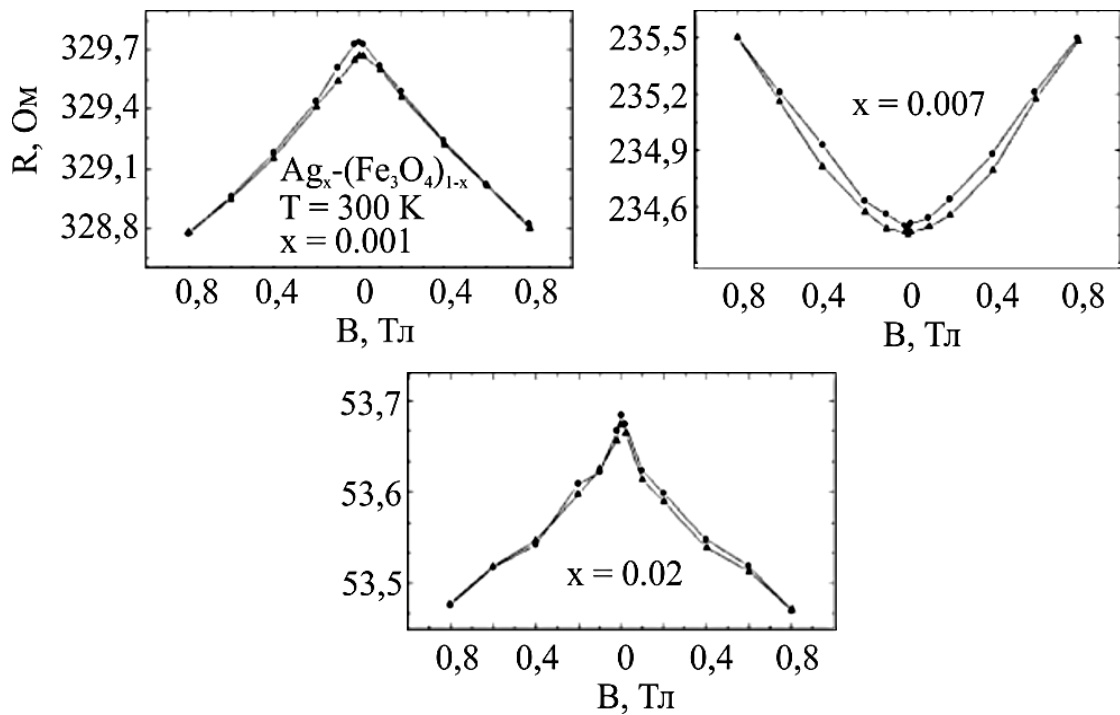 R, Ом
329,7
329,4
329,1
328,8
Agₓ-(Fe₃O₄)₁₋ₓ
T = 300 K
x = 0.001
0,8 0,4 0 0,4 0,8
B, Тл
235,5
235,2
234,9
234,6
x = 0.007
0,8 0,4 0 0,4 0,8
B, Тл
53,7
53,6
53,5
x = 0.02
0,8 0,4 0 0,4 0,8
B, Тл